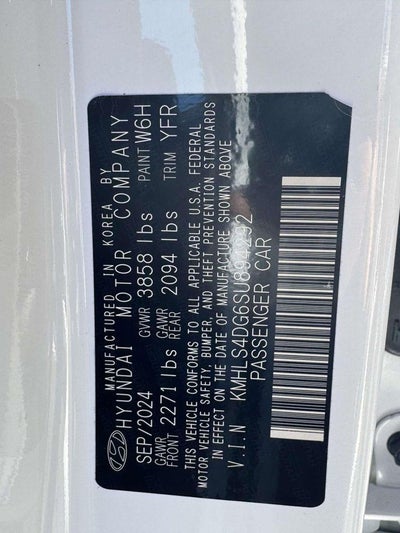 MANUFACTURED IN KOREA BY
HYUNDAI MOTOR COMPANY
SEP/2024 GVWR 3858 lbs PAINT W6H
GAWR FRONT 2271 lbs GAWR REAR 2094 lbs TRIM YFR
THIS VEHICLE CONFORMS TO ALL APPLICABLE U.S.A. FEDERAL
MOTOR VEHICLE SAFETY, BUMPER, AND THEFT PREVENTION STANDARDS
IN EFFECT ON THE DATE OF MANUFACTURE SHOWN ABOVE
V.I.N
PASSENGER CAR